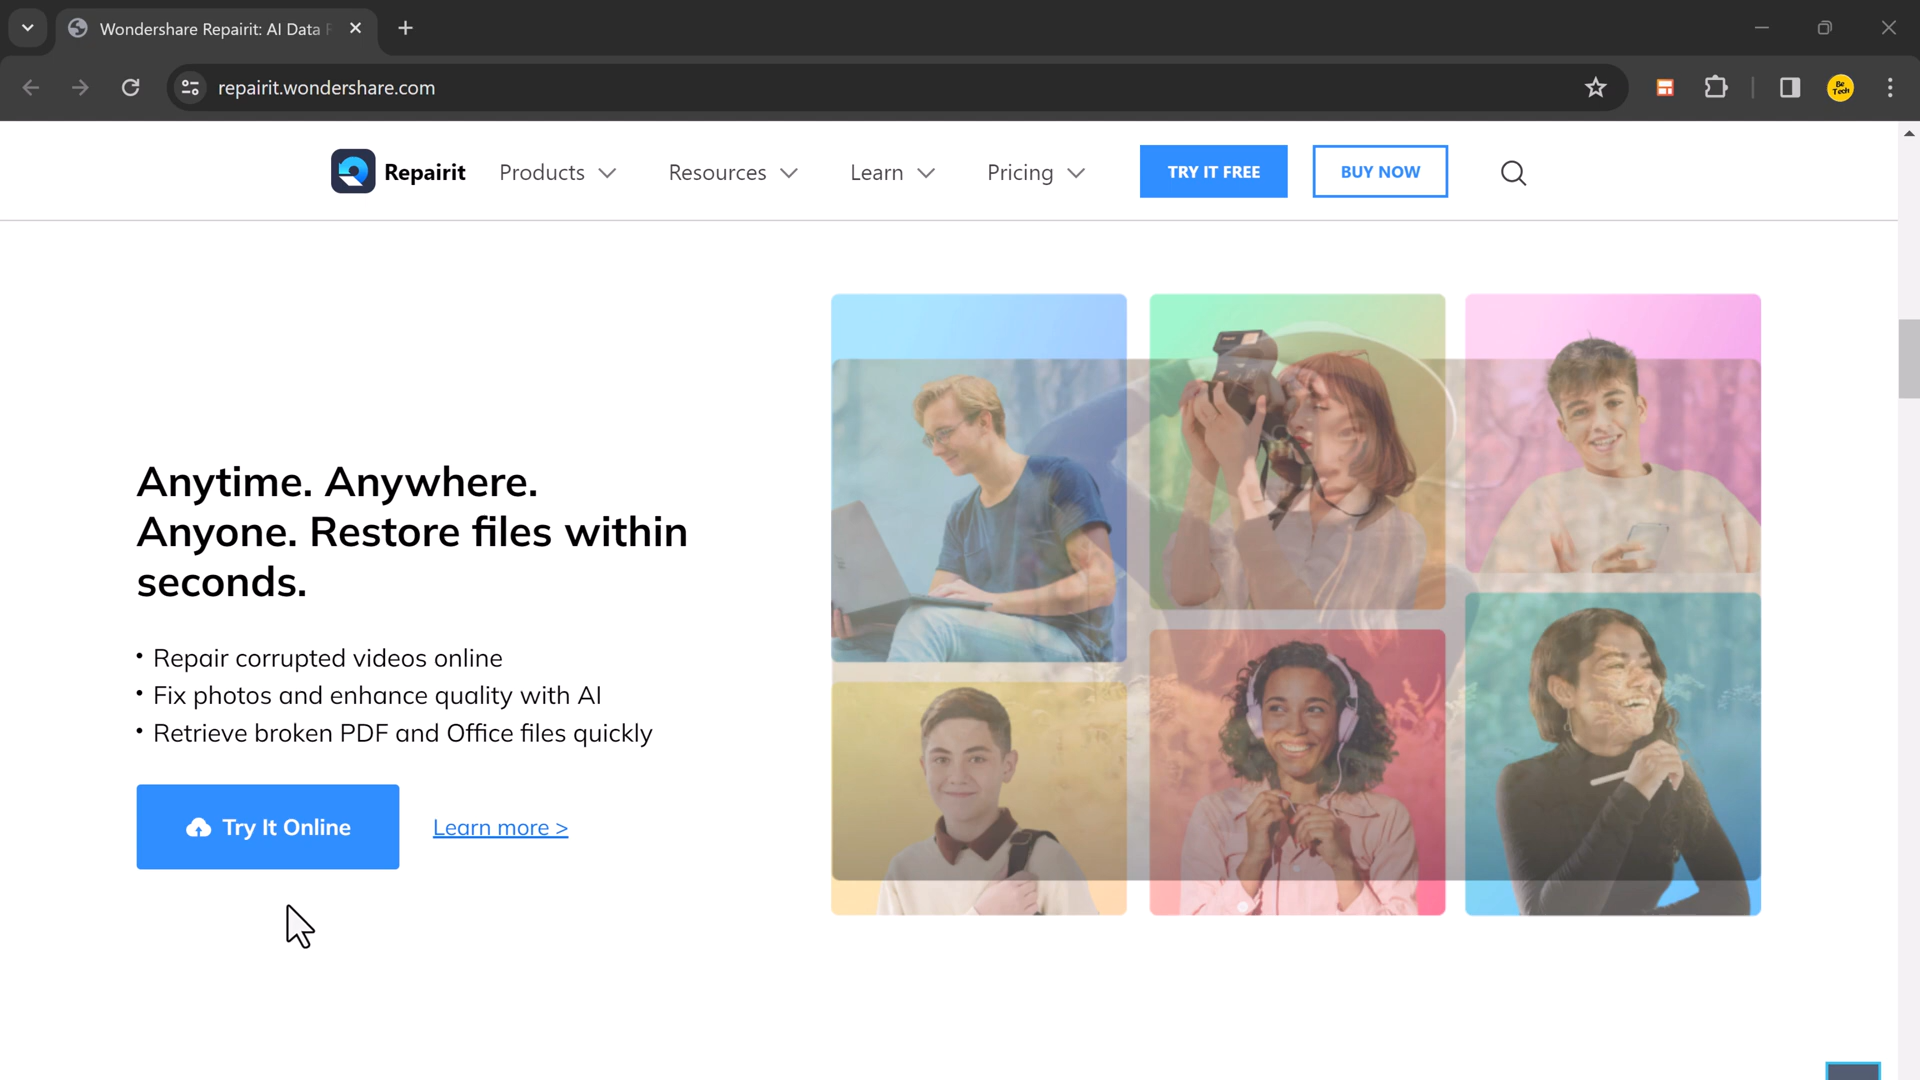 Wondershare Repairit: AI Data
repairit.wondershare.com
Be
Tech
Repairit
Products
Resources
Learn
Pricing
TRY IT FREE
BUY NOW
Anytime. Anywhere.
Anyone. Restore files within
seconds.
• Repair corrupted videos online
• Fix photos and enhance quality with AI
• Retrieve broken PDF and Office files quickly
Try It Online
Learn more >